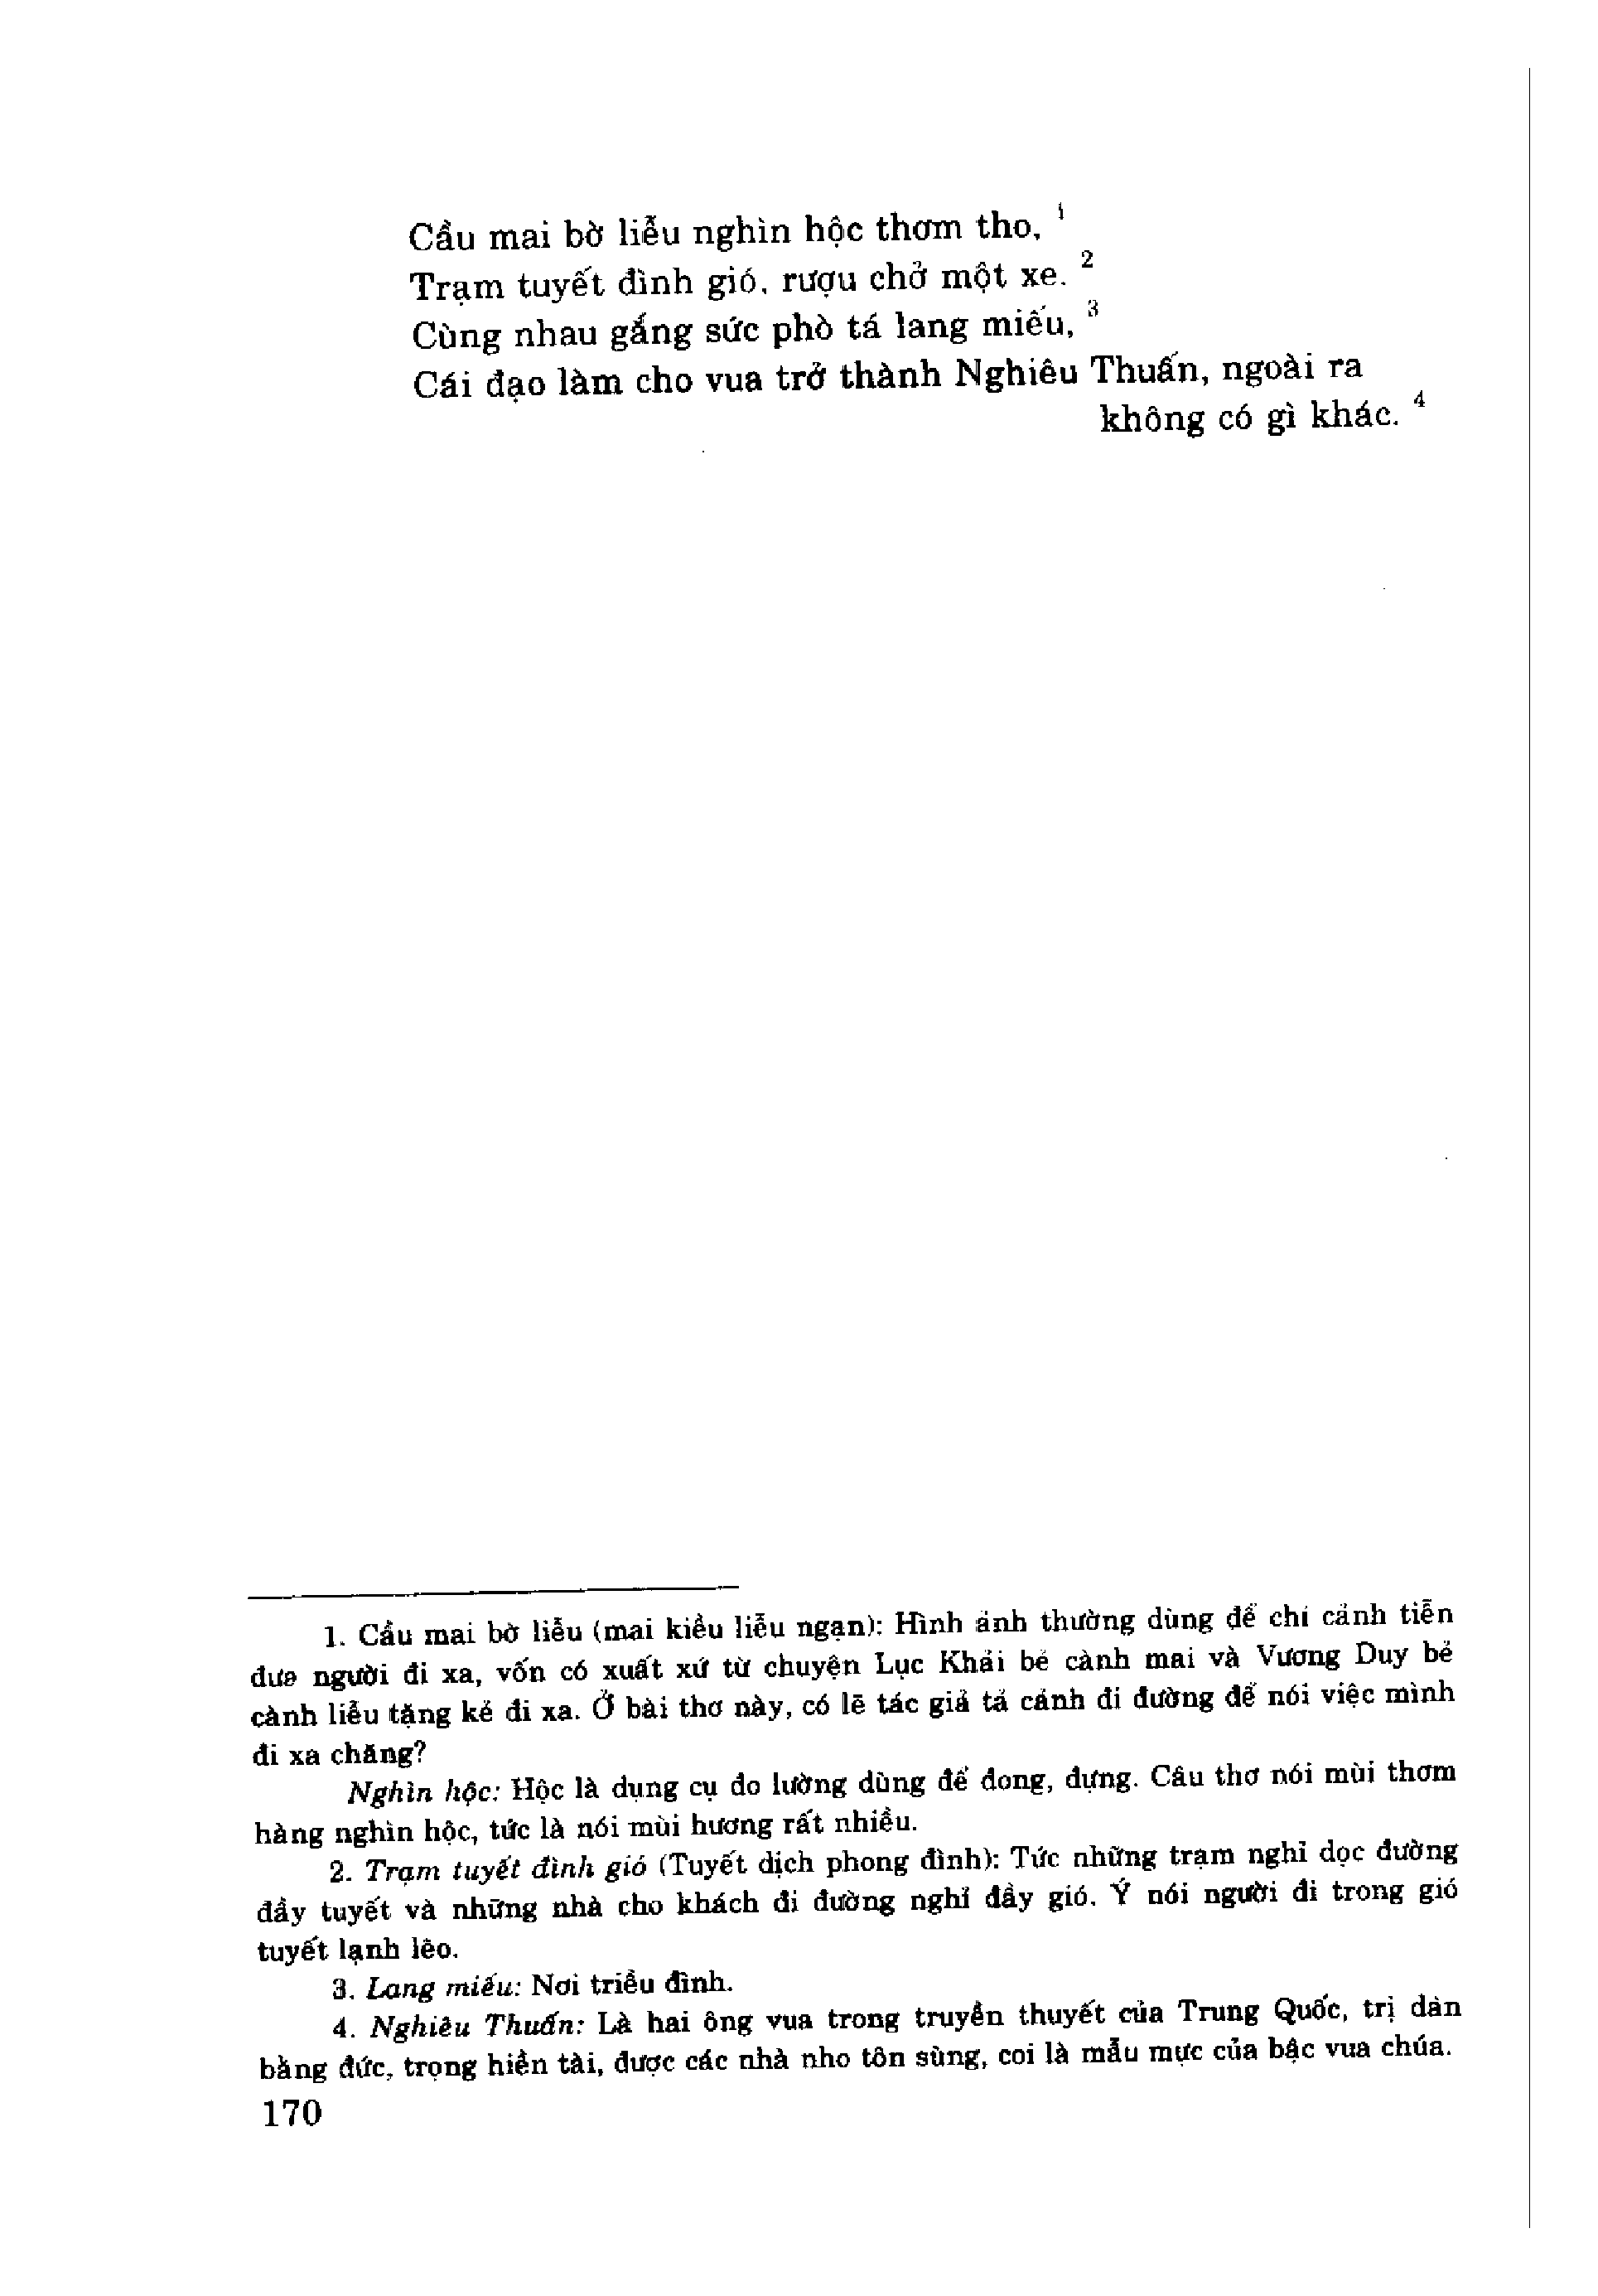 Cầu mai bờ liễu nghìn hộc thơm tho, 1
Trạm tuyết đình gió, rượu chở một xe. 2
Cùng nhau gắng sức phò tá lang miếu, 3
Cái đạo làm cho vua trở thành Nghiêu Thuấn, ngoài ra
không có gì khác. 4
1. Cầu mai bờ liễu (mai kiều liễu ngạn): Hình ảnh thường dùng để chỉ cảnh tiễn
đưa người đi xa, vốn có xuất xứ từ chuyện Lục Khải bẻ cành mai và Vương Duy bẻ
cành liễu tặng kẻ đi xa. Ở bài thơ này, có lẽ tác giả tả cảnh đi đường để nói việc mình
đi xa chăng?
Nghìn hộc: Hộc là dụng cụ đo lường dùng để đong, đựng. Câu thơ nói mùi thơm
hàng nghìn hộc, tức là nói mùi hương rất nhiều.
2. Trạm tuyết đình gió (Tuyết dịch phong đình): Tức những trạm nghỉ dọc đường
đầy tuyết và những nhà cho khách đi đường nghỉ đầy gió. Ý nói người đi trong gió
tuyết lạnh lẽo.
3. Lang miếu: Nơi triều đình.
4. Nghiêu Thuấn: Là hai ông vua trong truyền thuyết của Trung Quốc, trị dân
bằng đức, trọng hiền tài, được các nhà nho tôn sùng, coi là mẫu mực của bậc vua chúa.
170